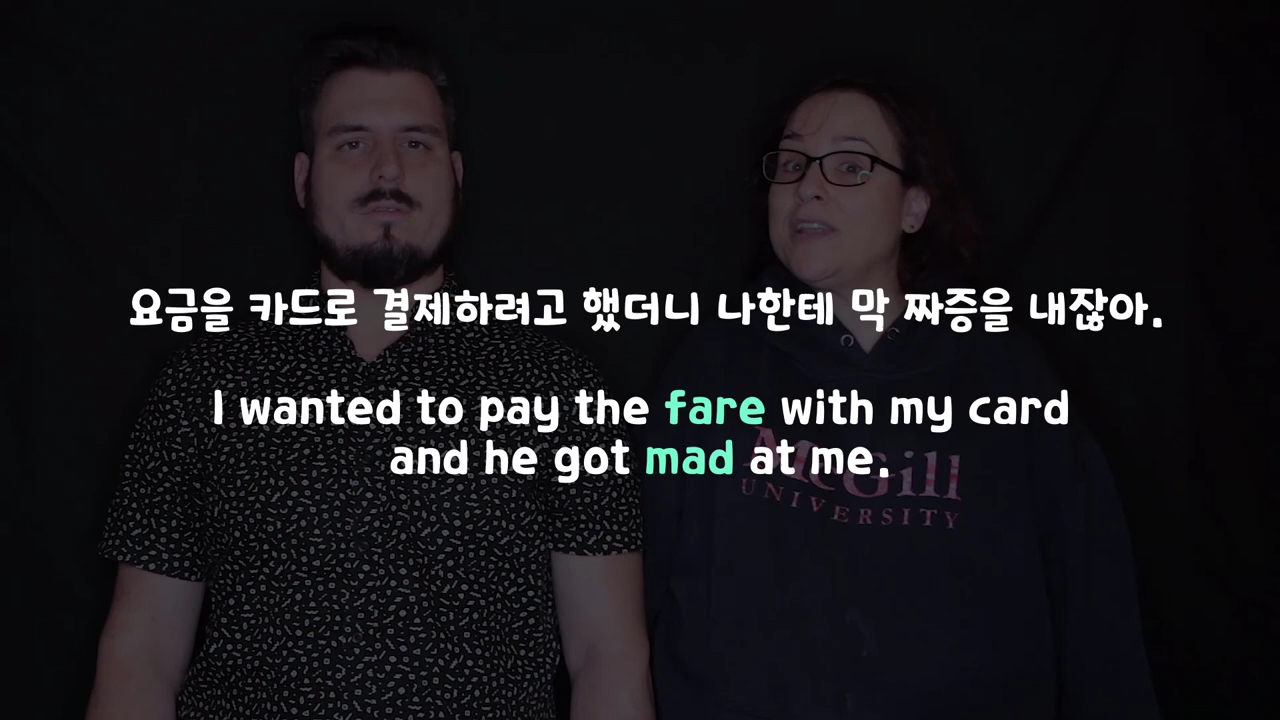 요금을 카드로 결제하려고 했더니 나한테 막 짜증을 내잖아.
I wanted to pay the fare with my card
and he got mad at me.
McGill
UNIVERSITY